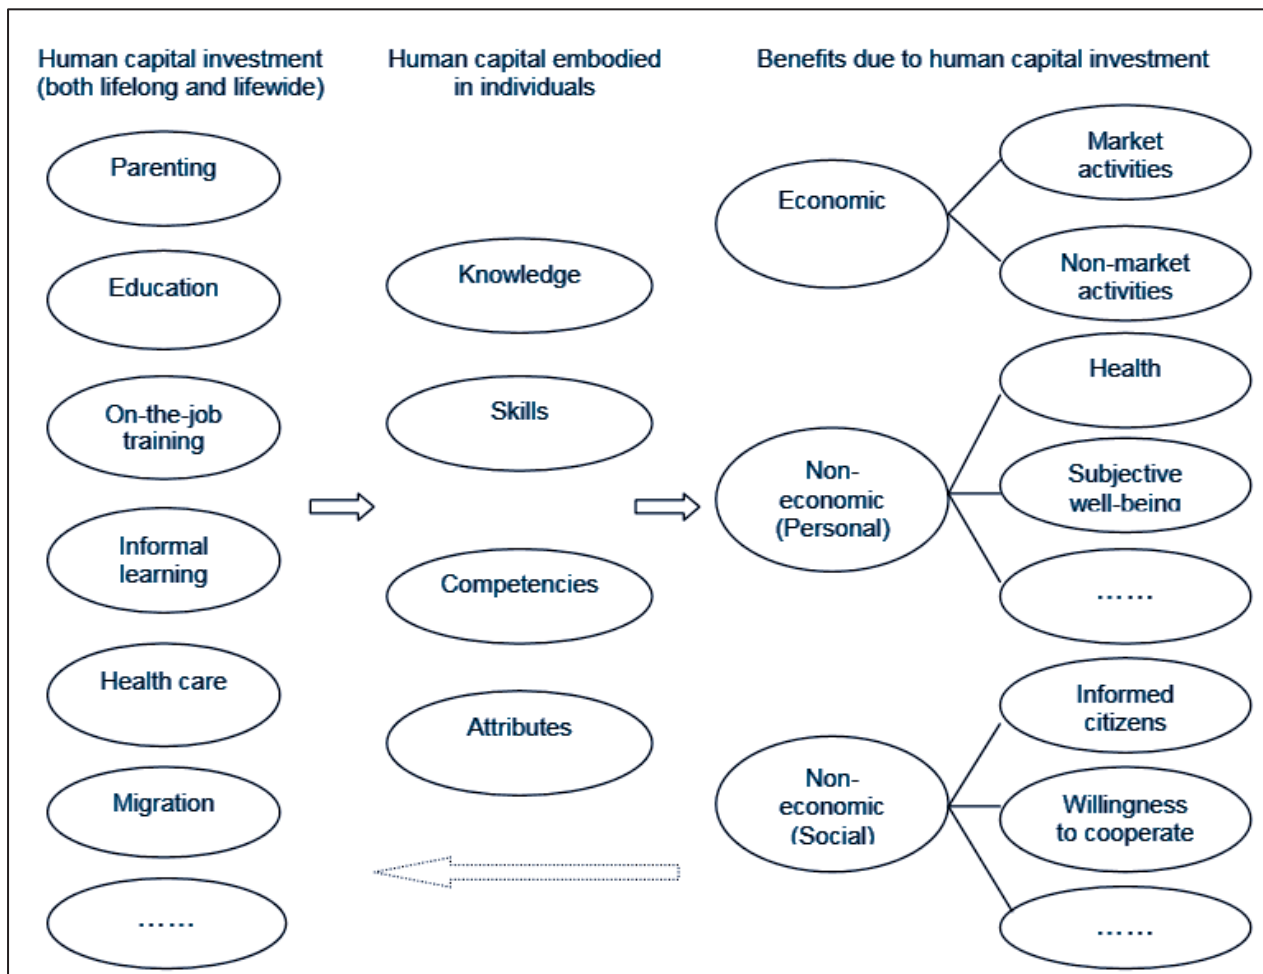 Human capital investment
(both lifelong and lifewide)
Parenting
Education
On-the-job
training
Informal
learning
Health care
Migration
......
Human capital embodied
in individuals
Knowledge
Skills
Competencies
Attributes
Benefits due to human capital investment
Economic
Market
activities
Non-market
activities
Non-
economic
(Personal)
Health
Subjective
well-being
......
Non-
economic
(Social)
Informed
citizens
Willingness
to cooperate
......